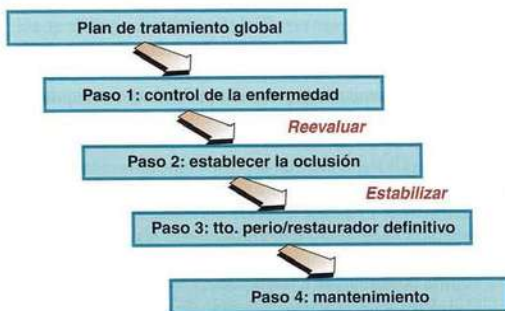 Plan de tratamiento global
Paso 1: control de la enfermedad
Reevaluar
Paso 2: establecer la oclusión
Estabilizar
Paso 3: tto. perio/restaurador definitivo
Paso 4: mantenimiento